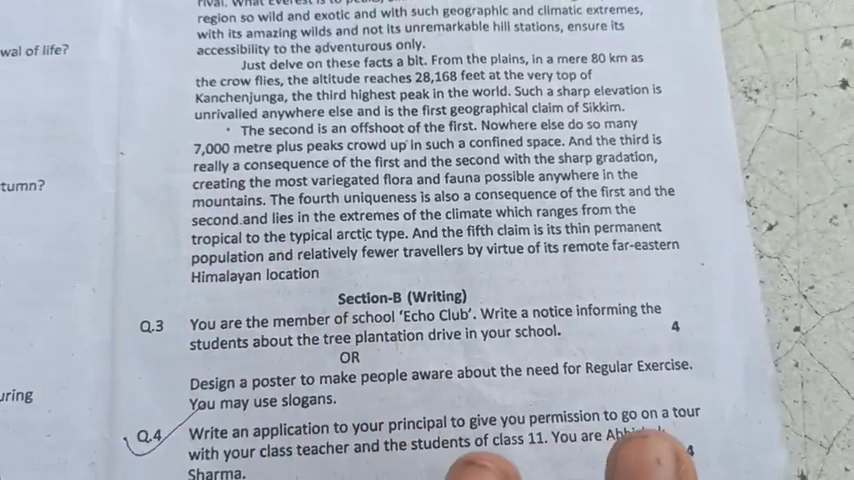 rival. What Everest is to
region so wild and exotic and with such geographic and climatic extremes,
wal of life?
with its amazing wilds and not its unremarkable hill stations, ensure its
accessibility to the adventurous only.
Just delve on these facts a bit. From the plains, in a mere 80 km as
the crow flies, the altitude reaches 28,168 feet at the very top of
Kanchenjunga, the third highest peak in the world. Such a sharp elevation is
unrivalled anywhere else and is the first geographical claim of Sikkim.
The second is an offshoot of the first. Nowhere else do so many
7,000 metre plus peaks crowd up in such a confined space. And the third is
really a consequence of the first and the second with the sharp gradation,
tumn?
creating the most variegated flora and fauna possible anywhere in the
mountains. The fourth uniqueness is also a consequence of the first and the
second and lies in the extremes of the climate which ranges from the
tropical to the typical arctic type. And the fifth claim is its thin permanent
population and relatively fewer travellers by virtue of its remote far-eastern
Himalayan location
Section-B (Writing)
Q.3 You are the member of school 'Echo Club'. Write a notice informing the
students about the tree plantation drive in your school. 4
OR
Design a poster to make people aware about the need for Regular Exercise.
uring
You may use slogans.
Q.4 Write an application to your principal to give you permission to go on a tour
with your class teacher and the students of class 11. You are
Sharma. 4